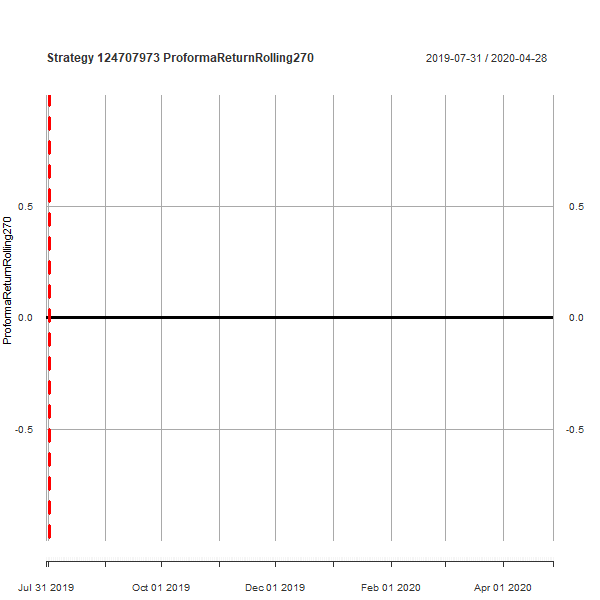 Strategy 124707973 ProformaReturnRolling270
2019-07-31 / 2020-04-28
ProformaReturnRolling270
0.5
0.5
0.0
0.0
-0.5
-0.5
Jul 31 2019
Oct 01 2019
Dec 01 2019
Feb 01 2020
Apr 01 2020